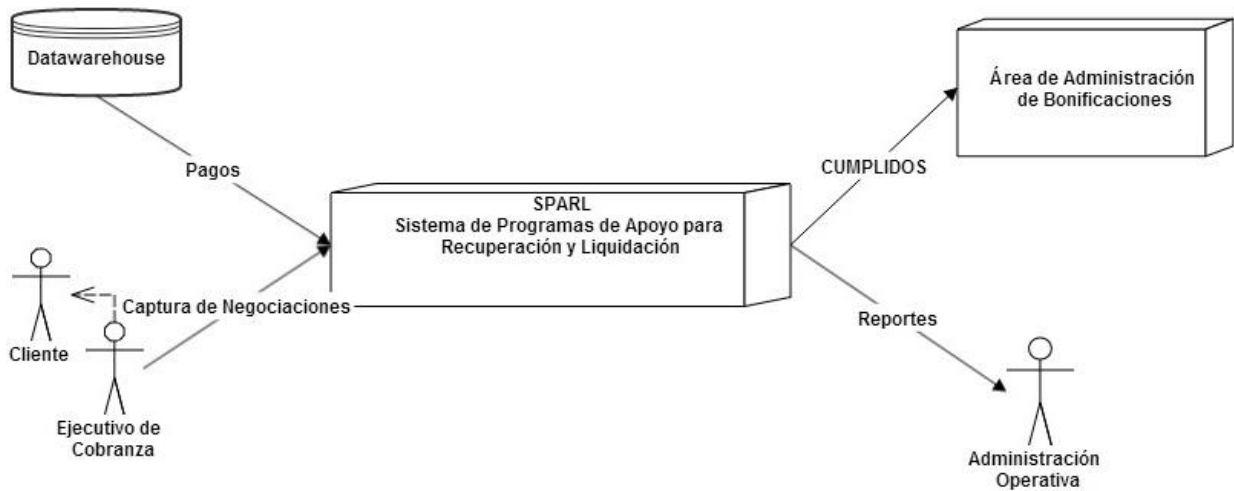 Datawarehouse
Área de Administración
de Bonificaciones
Pagos
CUMPLIDOS
SPARL
Sistema de Programas de Apoyo para
Recuperación y Liquidación
Captura de Negociaciones
Cliente
Reportes
Ejecutivo de
Cobranza
Administración
Operativa